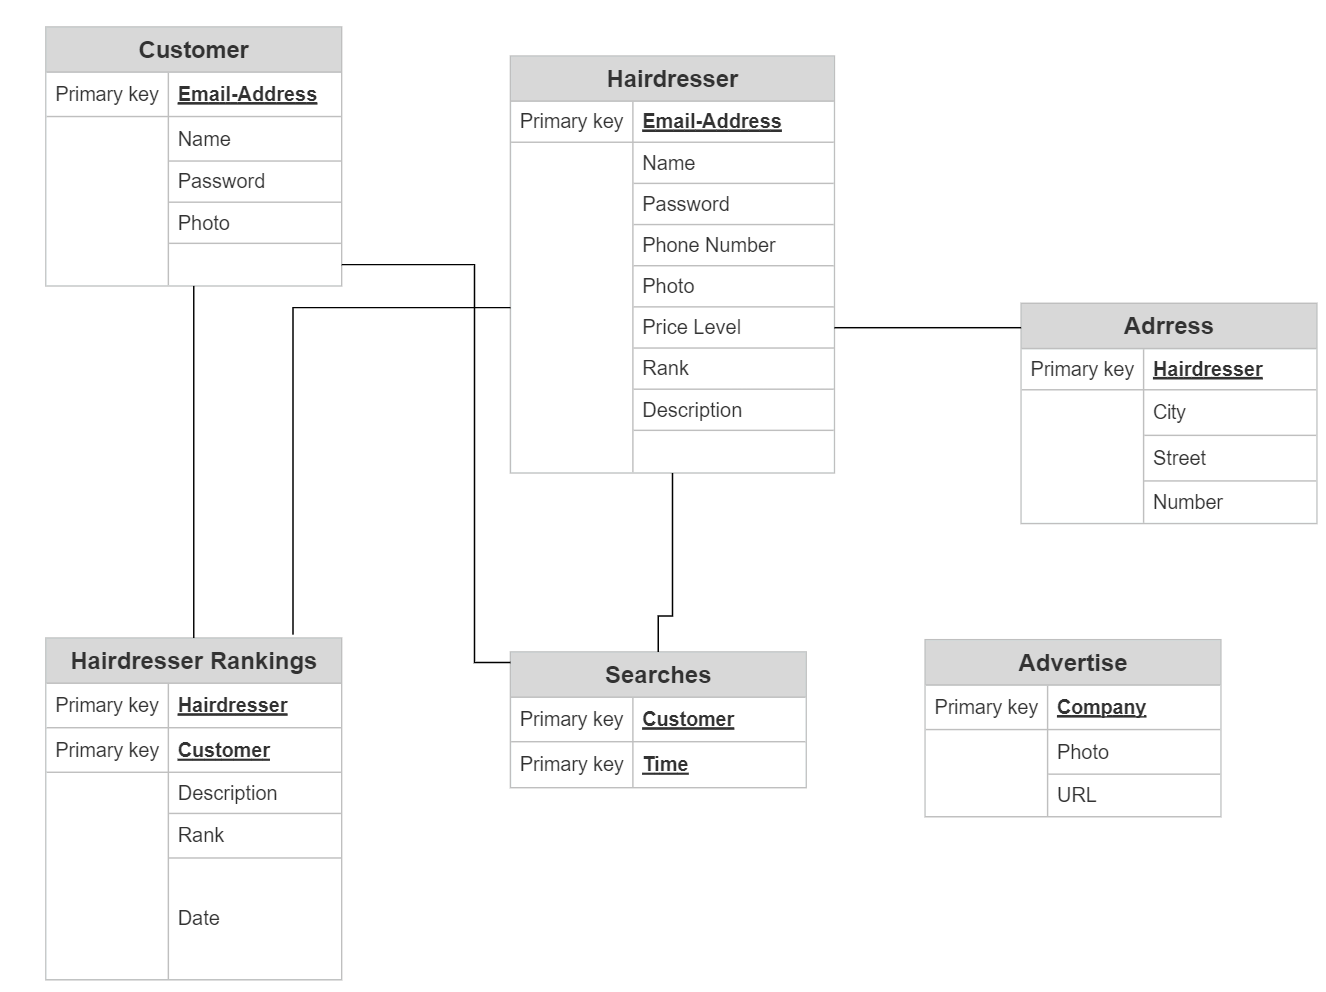 Customer
Primary key Email-Address
Name
Password
Photo
Hairdresser
Primary key Email-Address
Name
Password
Phone Number
Photo
Price Level
Rank
Description
Adrress
Primary key Hairdresser
City
Street
Number
Hairdresser Rankings
Primary key Hairdresser
Primary key Customer
Description
Rank
Date
Searches
Primary key Customer
Primary key Time
Advertise
Primary key Company
Photo
URL